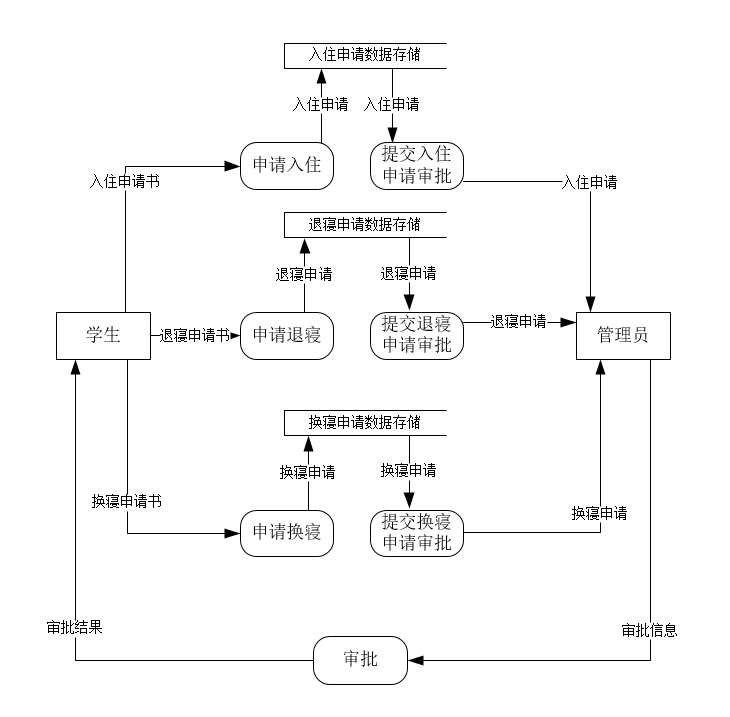 入住申请数据存储
入住申请
入住申请
申请入住
提交入住
申请审批
入住申请书
入住申请
退寝申请数据存储
退寝申请
退寝申请
学生
退寝申请书
申请退寝
提交退寝
申请审批
退寝申请
管理员
换寝申请数据存储
换寝申请
换寝申请
换寝申请书
申请换寝
提交换寝
申请审批
换寝申请
审批结果
审批信息
审批